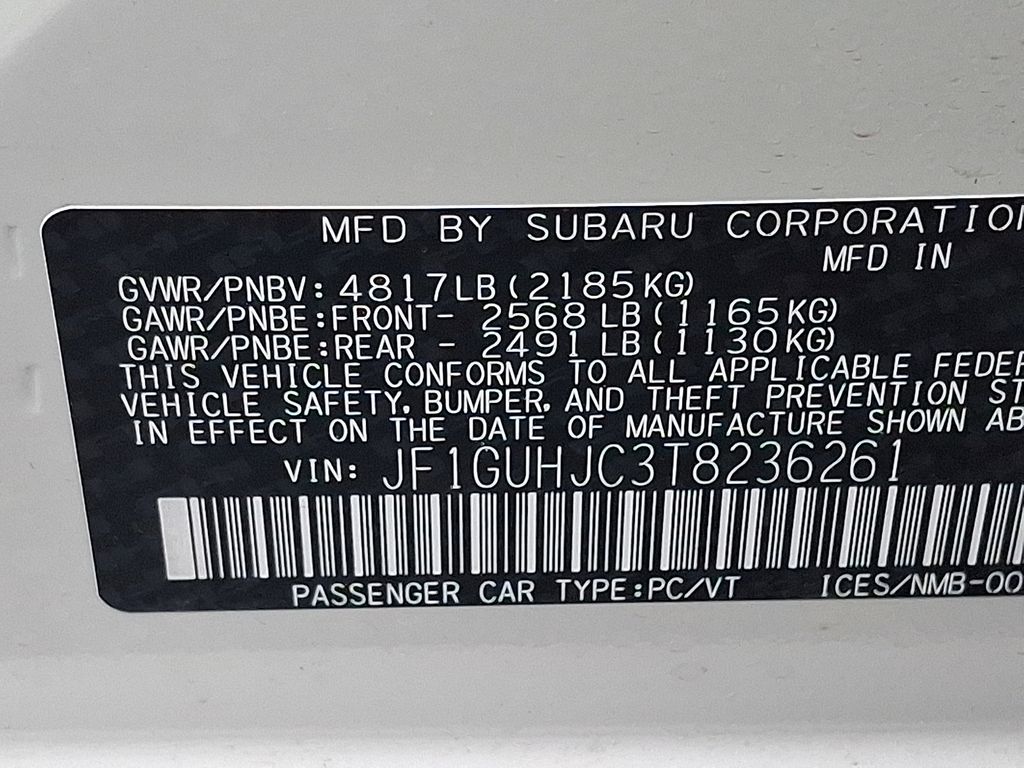 MFD BY SUBARU CORPORATION
MFD IN
GVWR/PNBV: 4817LB(2185KG)
GAWR/PNBE:FRONT- 2568 LB(1165KG)
GAWR/PNBE:REAR - 2491 LB(1130KG)
THIS VEHICLE CONFORMS TO ALL APPLICABLE FEDER
VEHICLE SAFETY, BUMPER, AND THEFT PREVENTION ST
IN EFFECT ON THE DATE OF MANUFACTURE SHOWN AB
VIN: JF1GUHJC3T8236261
PASSENGER CAR TYPE:PC/VT ICES/NMB-00